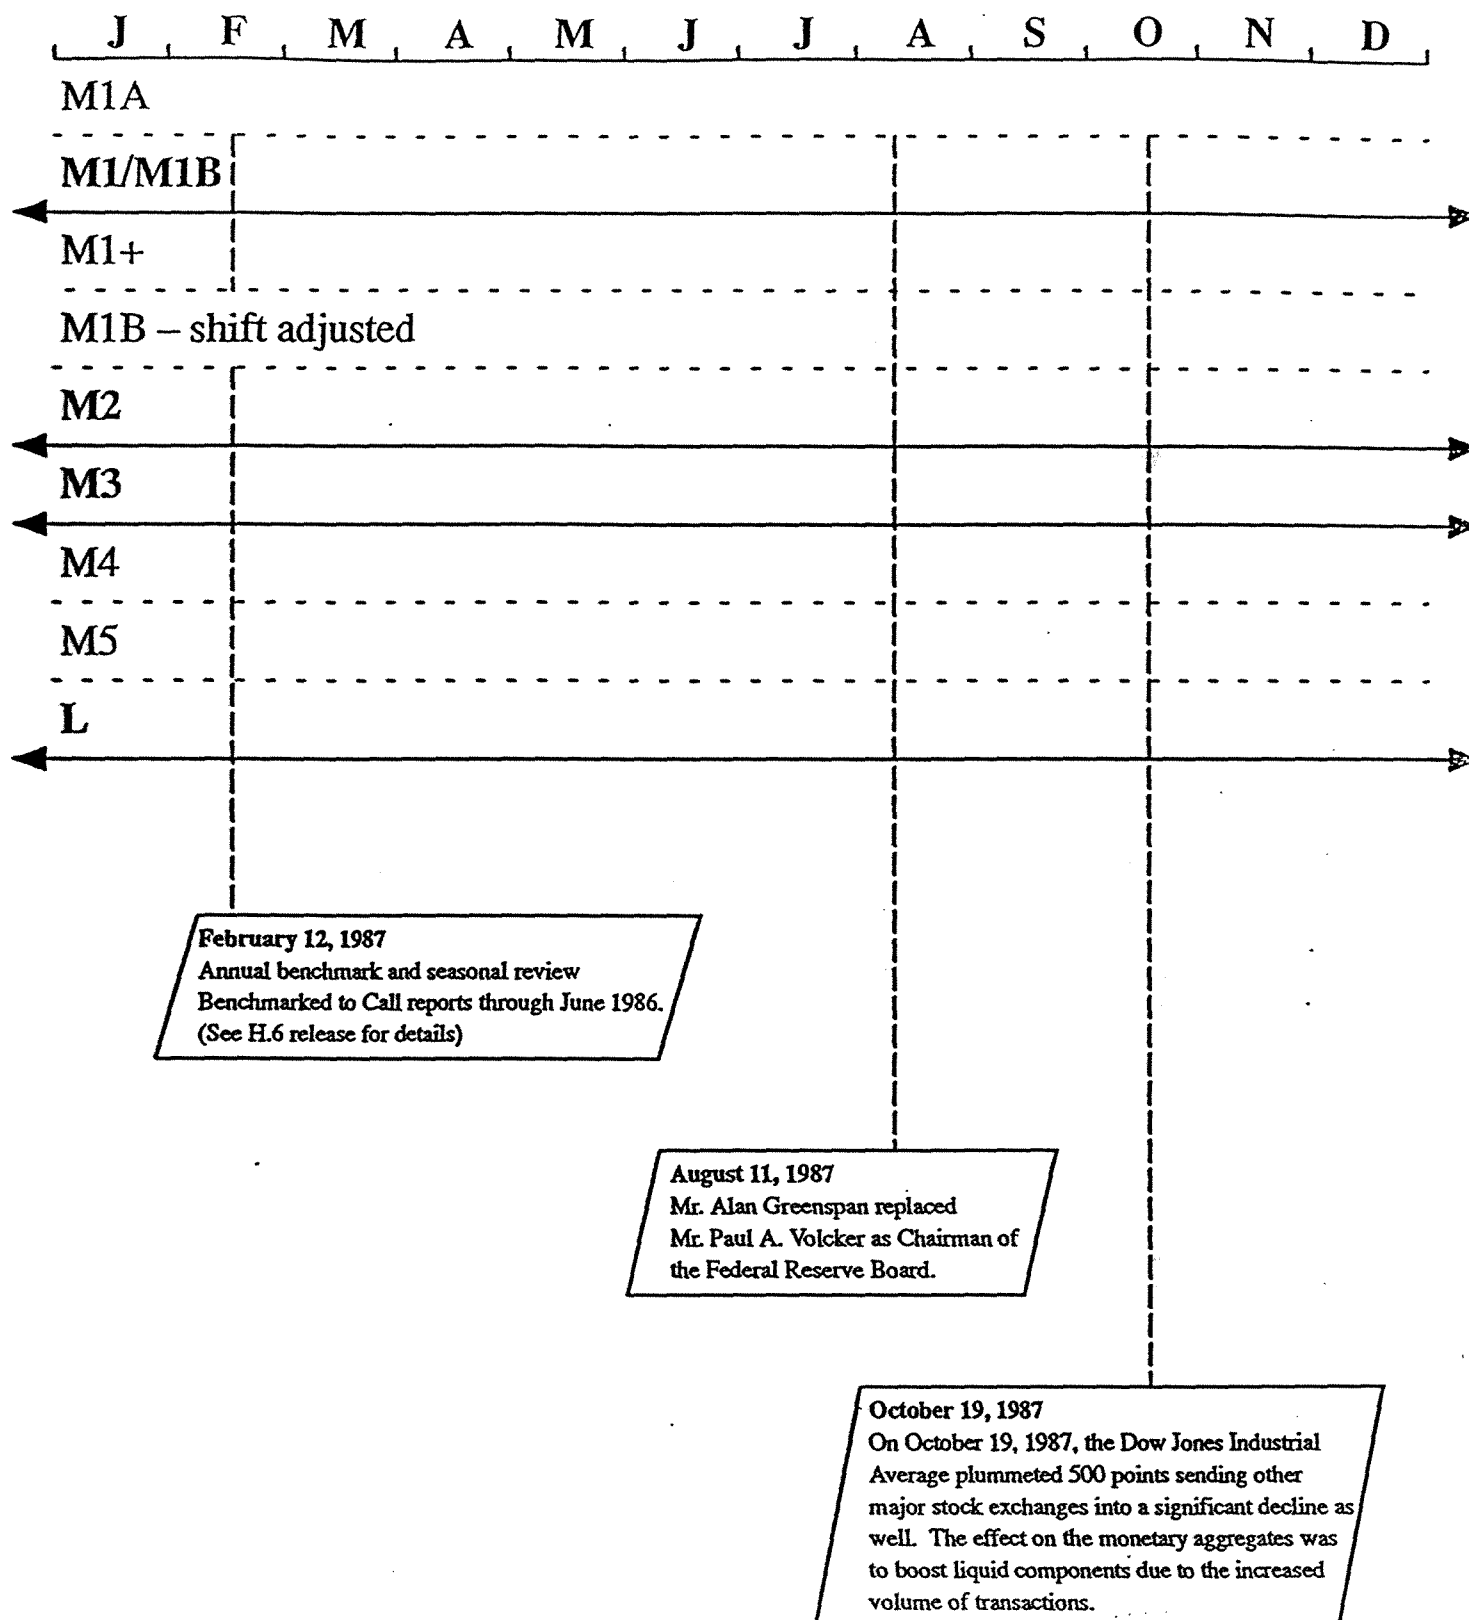 J F M A M J J A S O N D
M1A
M1/M1B
M1+
M1B – shift adjusted
M2
M3
M4
M5
L
February 12, 1987
Annual benchmark and seasonal review
Benchmarked to Call reports through June 1986.
(See H.6 release for details)
August 11, 1987
Mr. Alan Greenspan replaced
Mr. Paul A. Volcker as Chairman of
the Federal Reserve Board.
October 19, 1987
On October 19, 1987, the Dow Jones Industrial
Average plummeted 500 points sending other
major stock exchanges into a significant decline as
well. The effect on the monetary aggregates was
to boost liquid components due to the increased
volume of transactions.